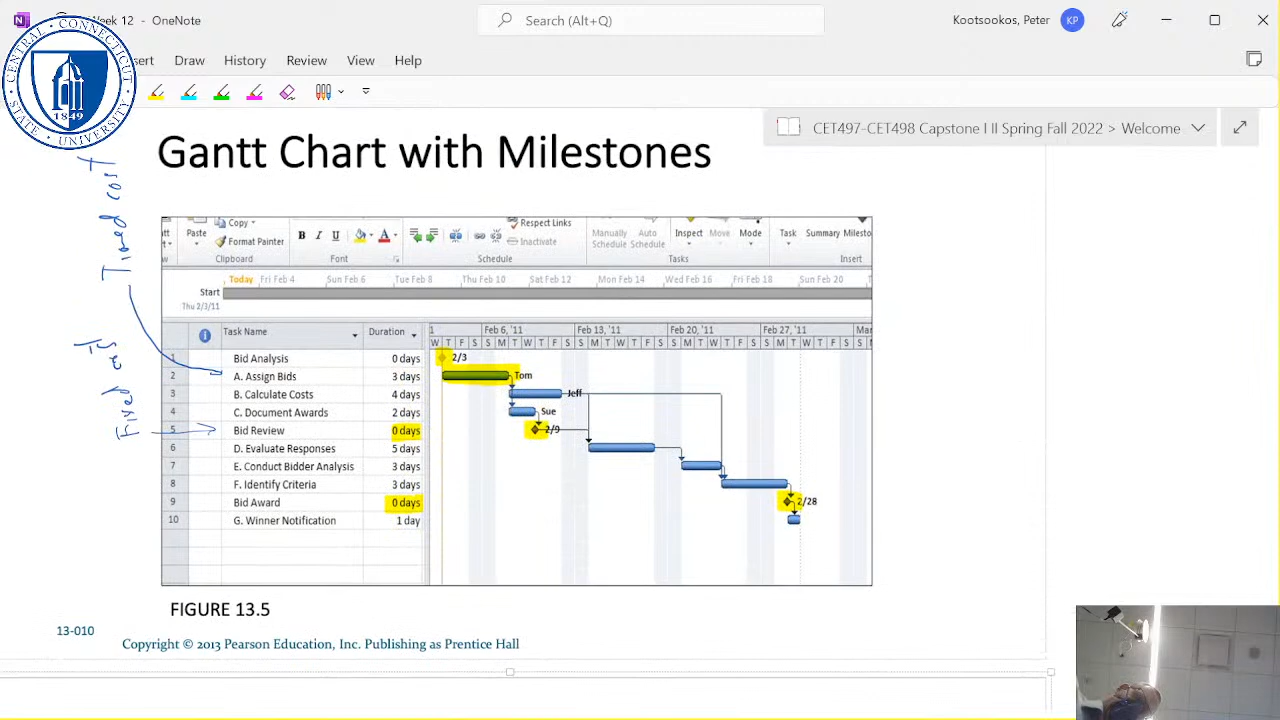 Week 12 - OneNote
Search (Alt+Q)
Kootsookos, Peter
KP
CENTRAL CONNECTICUT STATE UNIVERSITY
1849
Draw
History
Review
View
Help
CET497-CET498 Capstone I II Spring Fall 2022 > Welcome
Gantt Chart with Milestones
Paste
Copy
Format Painter
B I U A
Respect Links
Inactivate
Manually Schedule
Auto Schedule
Inspect
Move
Mode
Task
Summary
Clipboard
Font
Schedule
Tasks
Insert
Today
Fri Feb 4
Sun Feb 6
Tue Feb 8
Thu Feb 10
Sat Feb 12
Mon Feb 14
Wed Feb 16
Fri Feb 18
Sun Feb 20
Start
Thu 2/3/11
Task Name
Duration
1
Feb 6, '11
Feb 13, '11
Feb 20, '11
Feb 27, '11
W T F S S M T W T F S S M T W T F S S M T W T F S S M T W T F S S M
1 Bid Analysis 0 days 2/3
2 A. Assign Bids 3 days Tom
3 B. Calculate Costs 4 days Jeff
4 C. Document Awards 2 days Sue
5 Bid Review 0 days 2/9
6 D. Evaluate Responses 5 days
7 E. Conduct Bidder Analysis 3 days
8 F. Identify Criteria 3 days
9 Bid Award 0 days 2/28
10 G. Winner Notification 1 day
FIGURE 13.5
13-010
Copyright © 2013 Pearson Education, Inc. Publishing as Prentice Hall